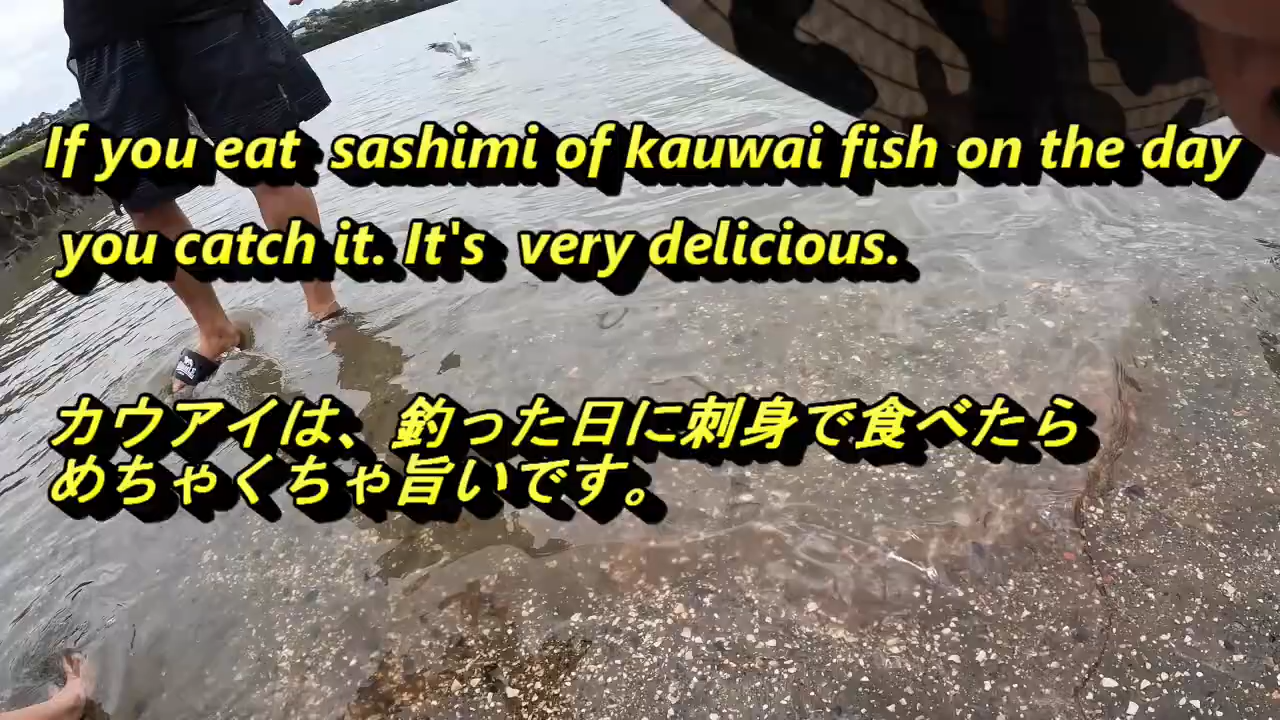 If you eat  sashimi of kauwai fish on the day
you catch it. It's  very delicious.
カウアイは、釣った日に刺身で食べたら
めちゃくちゃ旨いです。